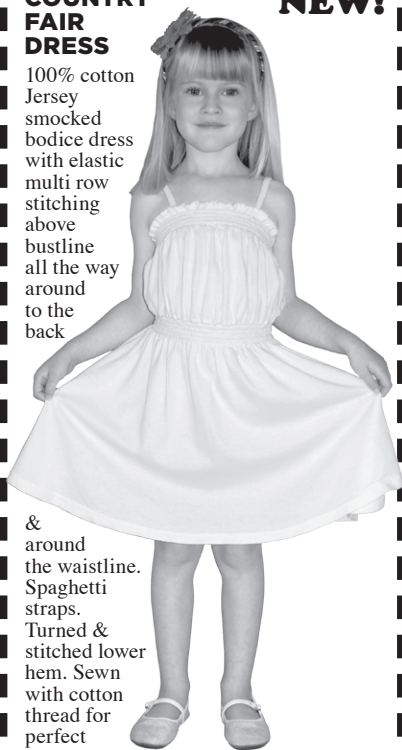 COUNTRY
NEW!
FAIR
DRESS
100% cotton
Jersey
smocked
bodice dress
with elastic
multi row
stitching
above
bustline
all the way
around
to the
back
&
around
the waistline.
Spaghetti
straps.
Turned &
stitched lower
hem. Sewn
with cotton
thread for
perfect